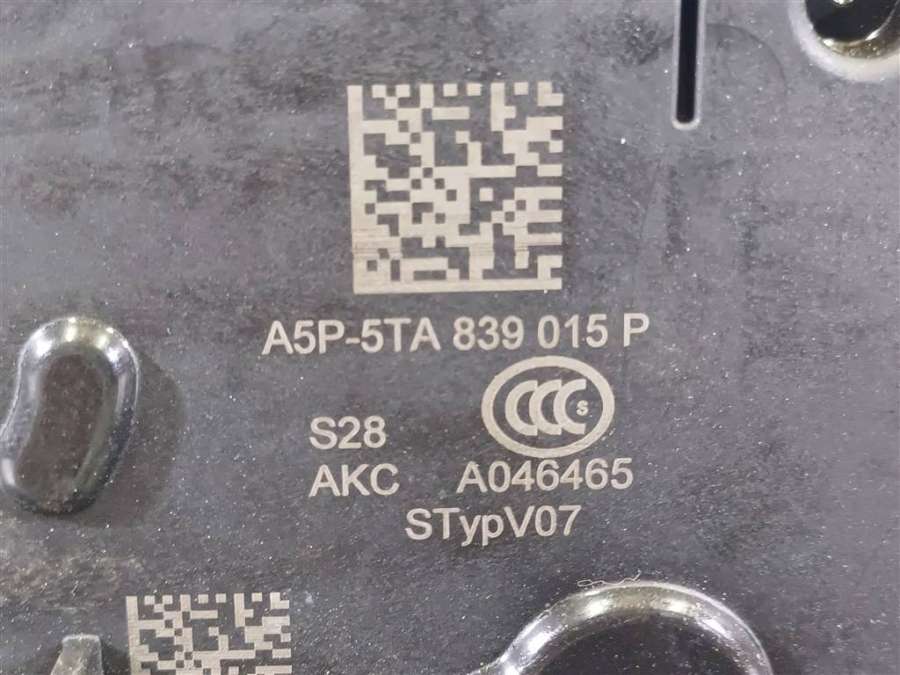 A5P-5TA 839 015 P
CCC S
S28
AKC A046465
STypV07